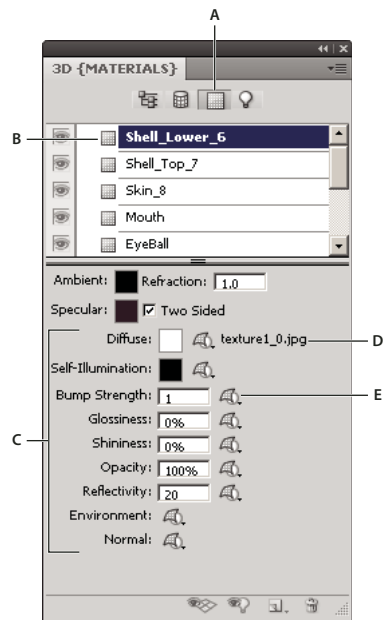 A
3D {MATERIALS}
B
Shell_Lower_6
Shell_Top_7
Skin_8
Mouth
EyeBall
Ambient: Refraction: 1.0
Specular: Two Sided
Diffuse: texture1_0.jpg D
Self-Illumination:
Bump Strength: 1 E
Glossiness: 0%
C
Shininess: 0%
Opacity: 100%
Reflectivity: 20
Environment:
Normal: